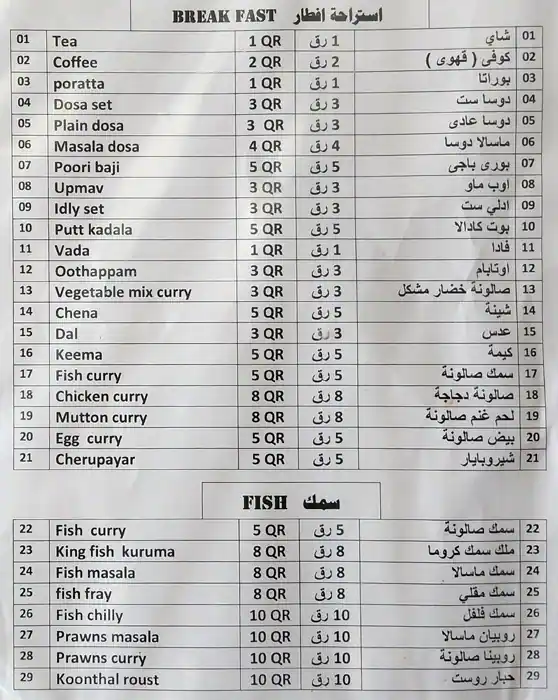 BREAK FAST استراحة افطار
01 Tea 1 QR 1 رق شاي 01
02 Coffee 2 QR 2 رق كوفى ( قهوى ) 02
03 poratta 1 QR 1 رق بوراتا 03
04 Dosa set 3 QR 3 رق دوسا ست 04
05 Plain dosa 3 QR 3 رق دوسا عادى 05
06 Masala dosa 4 QR 4 رق ماسالا دوسا 06
07 Poori baji 5 QR 5 رق بورى باجى 07
08 Upmav 3 QR 3 رق اوب ماو 08
09 Idly set 3 QR 3 رق ادلي ست 09
10 Putt kadala 5 QR 5 رق بوت كادالا 10
11 Vada 1 QR 1 رق فادا 11
12 Oothappam 3 QR 3 رق اوتابام 12
13 Vegetable mix curry 3 QR 3 رق صالونة خضار مشكل 13
14 Chena 5 QR 5 رق شينة 14
15 Dal 3 QR 3 رق عدس 15
16 Keema 5 QR 5 رق كيمة 16
17 Fish curry 5 QR 5 رق سمك صالونة 17
18 Chicken curry 8 QR 8 رق صالونة دجاجة 18
19 Mutton curry 8 QR 8 رق لحم غنم صالونة 19
20 Egg curry 5 QR 5 رق بيض صالونة 20
21 Cherupayar 5 QR 5 رق شيروبايار 21
FISH سمك
22 Fish curry 5 QR 5 رق سمك صالونة 22
23 King fish kuruma 8 QR 8 رق ملك سمك كروما 23
24 Fish masala 8 QR 8 رق سمك ماسالا 24
25 fish fray 8 QR 8 رق سمك مقلي 25
26 Fish chilly 10 QR 10 رق سمك فلفل 26
27 Prawns masala 10 QR 10 رق روبيان ماسالا 27
28 Prawns curry 10 QR 10 رق روبينا صالونة 28
29 Koonthal roust 10 QR 10 رق حبار روست 29